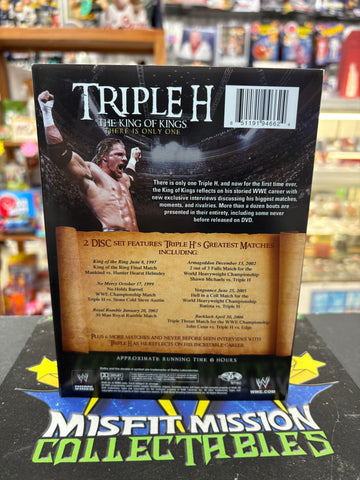 TRIPLE H
THE KING OF KINGS
THERE IS ONLY ONE
6 51191 94662 4
There is only one Triple H, and now for the first time ever,
the King of Kings reflects on his storied WWE career with
new exclusive interviews discussing his biggest matches,
moments, and rivalries. More than a dozen bouts are
presented in their entirety, including some never
before released on DVD.
2 DISC SET FEATURES TRIPLE H'S GREATEST MATCHES
INCLUDING:
King of the Ring June 8, 1997
King of the Ring Final Match
Mankind vs. Hunter Hearst Helmsley
No Mercy October 17, 1999
No Holds Barred
WWE Championship Match
Triple H vs. Stone Cold Steve Austin
Royal Rumble January 20, 2002
30 Man Royal Rumble Match
Armageddon December 15, 2002
2 out of 3 Falls Match for the
World Heavyweight Championship
Shawn Michaels vs. Triple H
Vengeance June 25, 2005
Hell in a Cell Match for the
World Heavyweight Championship
Batista vs. Triple H
Backlash April 30, 2006
Triple Threat Match for the WWE Championship
John Cena vs. Triple H vs. Edge
PLUS 6 MORE MATCHES AND NEVER BEFORE SEEN INTERVIEWS WITH
TRIPLE H AS HE REFLECTS ON HIS INCREDIBLE CAREER.
APPROXIMATE RUNNING TIME 6 HOURS
MISFIT MISSION
COLLECTABLES